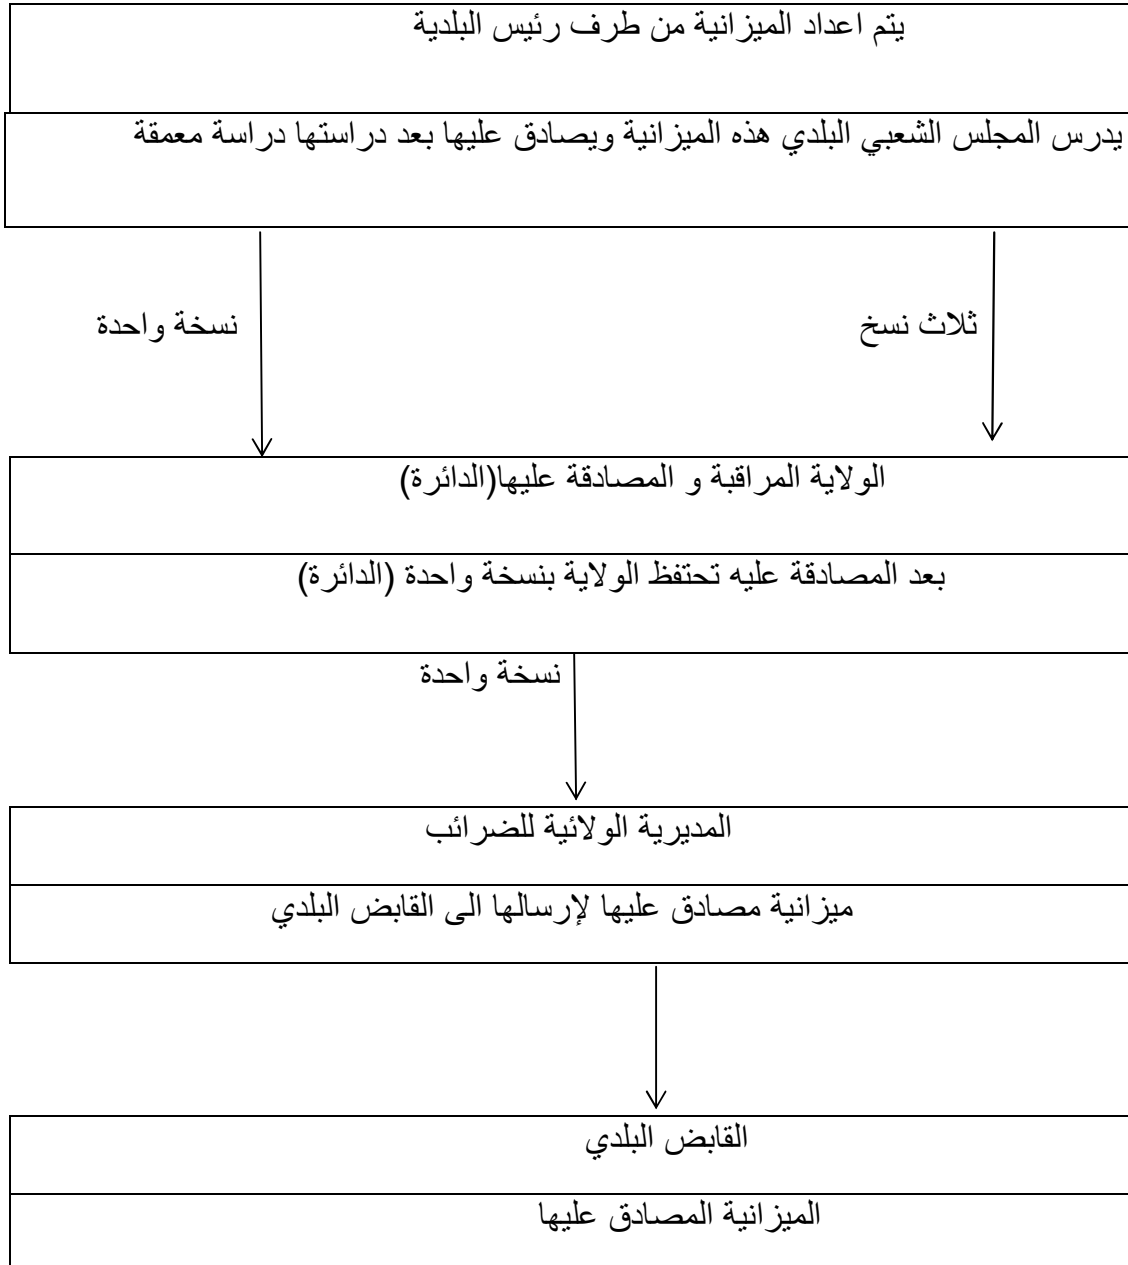 يتم اعداد الميزانية من طرف رئيس البلدية
يدرس المجلس الشعبي البلدي هذه الميزانية ويصادق عليها بعد دراستها دراسة معمقة
ثلاث نسخ
نسخة واحدة
الولاية المراقبة و المصادقة عليها(الدائرة)
بعد المصادقة عليه تحتفظ الولاية بنسخة واحدة (الدائرة)
نسخة واحدة
المديرية الولائية للضرائب
ميزانية مصادق عليها لإرسالها الى القابض البلدي
القابض البلدي
الميزانية المصادق عليها